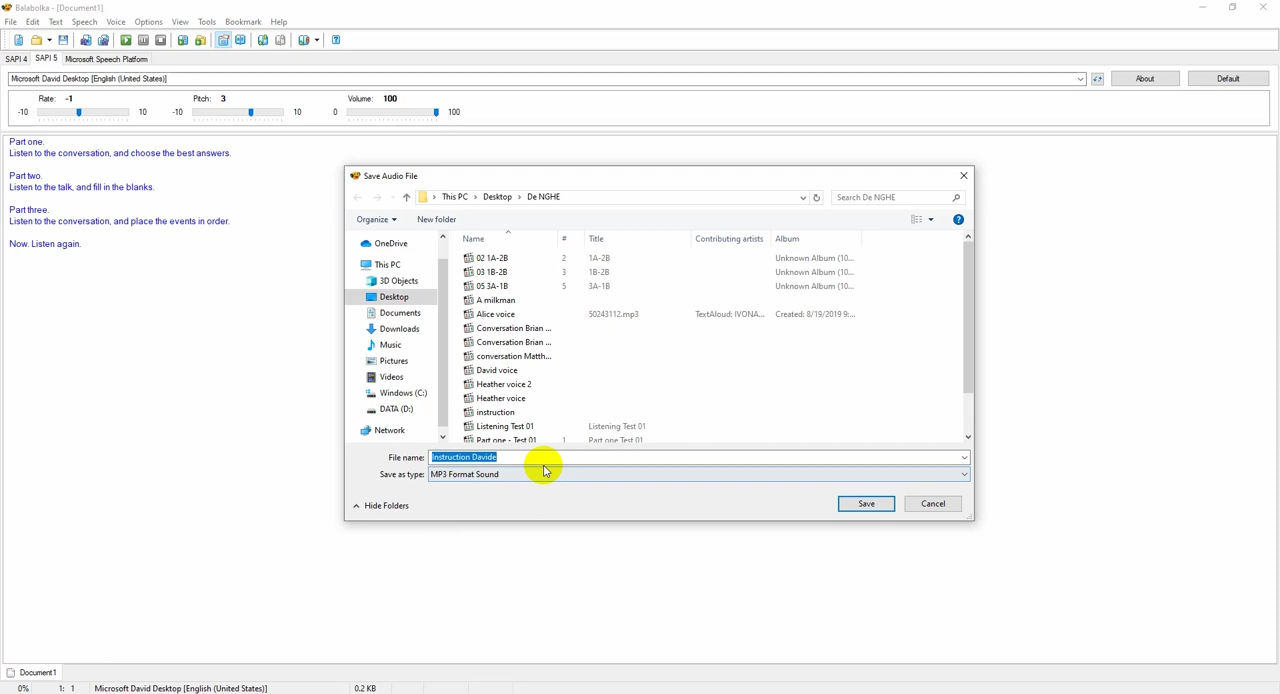 Balabolka - [Document1]
File Edit Text Speech Voice Options View Tools Bookmark Help
SAPI 4 SAPI 5 Microsoft Speech Platform
Microsoft David Desktop [English (United States)] About Default
Rate: -1 Pitch: 3 Volume: 100
-10 10 -10 10 0 100
Part one.
Listen to the conversation, and choose the best answers.
Part two.
Listen to the talk, and fill in the blanks.
Part three.
Listen to the conversation, and place the events in order.
Now. Listen again.
Save Audio File
This PC › Desktop › De NGHE Search De NGHE
Organize New folder
Name # Title Contributing artists Album
OneDrive
This PC
3D Objects
Desktop
Documents
Downloads
Music
Pictures
Videos
Windows (C:)
DATA (D:)
Network
02 1A-2B 2 1A-2B Unknown Album (10...
03 1B-2B 3 1B-2B Unknown Album (10...
05 3A-1B 5 3A-1B Unknown Album (10...
A milkman
Alice voice 50243112.mp3 TextAloud: IVONA... Created: 8/19/2019 9:...
Conversation Brian ...
Conversation Brian ...
conversation Matth...
David voice
Heather voice 2
Heather voice
instruction
Listening Test 01 Listening Test 01
Part one - Test 01 1 Part one Test 01
File name: Instruction Davide
Save as type: MP3 Format Sound
Hide Folders Save Cancel
Document1
0% 1: 1 Microsoft David Desktop [English (United States)] 0.2 KB